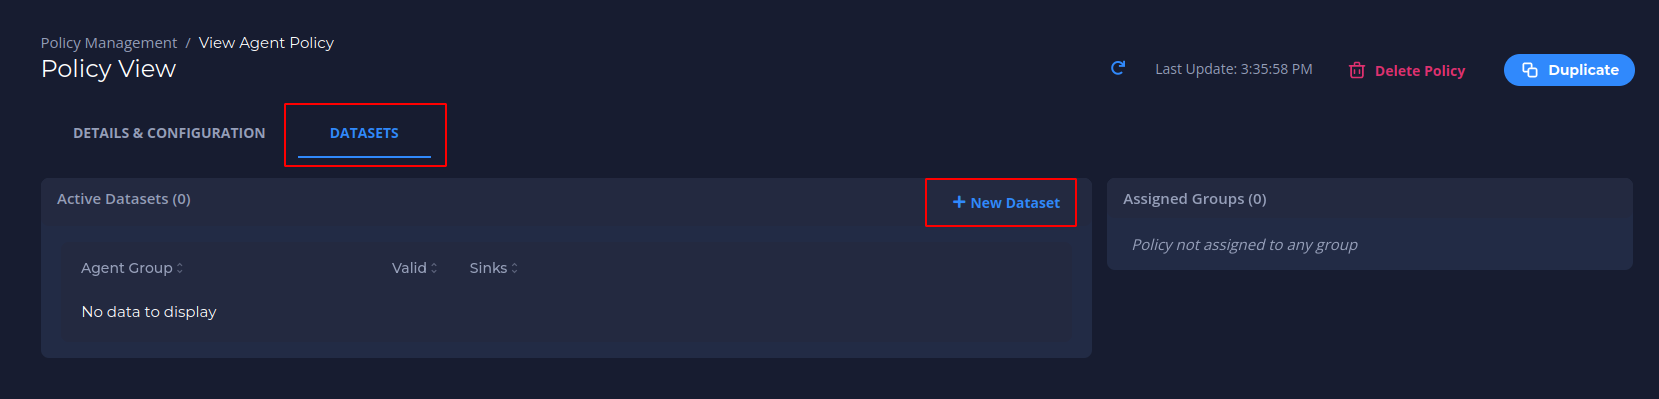 Policy Management / View Agent Policy
Policy View
Last Update: 3:35:58 PM
Delete Policy
Duplicate
DETAILS & CONFIGURATION
DATASETS
Active Datasets (0)
+ New Dataset
Agent Group Valid Sinks
No data to display
Assigned Groups (0)
Policy not assigned to any group